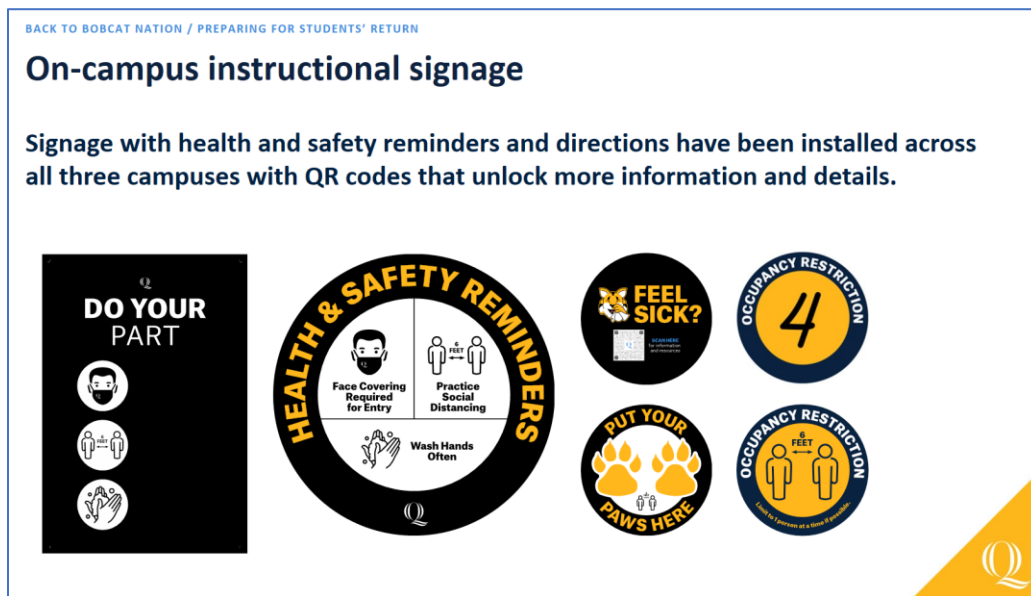 BACK TO BOBCAT NATION / PREPARING FOR STUDENTS' RETURN
On-campus instructional signage
Signage with health and safety reminders and directions have been installed across
all three campuses with QR codes that unlock more information and details.
Q
DO YOUR
PART
FEET
HEALTH & SAFETY REMINDERS
Face Covering
Required
for Entry
6
FEET
Practice
Social
Distancing
Wash Hands
Often
Q
FEEL
SICK?
SCAN HERE
for information
and resources
OCCUPANCY RESTRICTION
4
PUT YOUR
PAWS HERE
OCCUPANCY RESTRICTION
6
FEET
Limit to 1 person at a time if possible.
Q